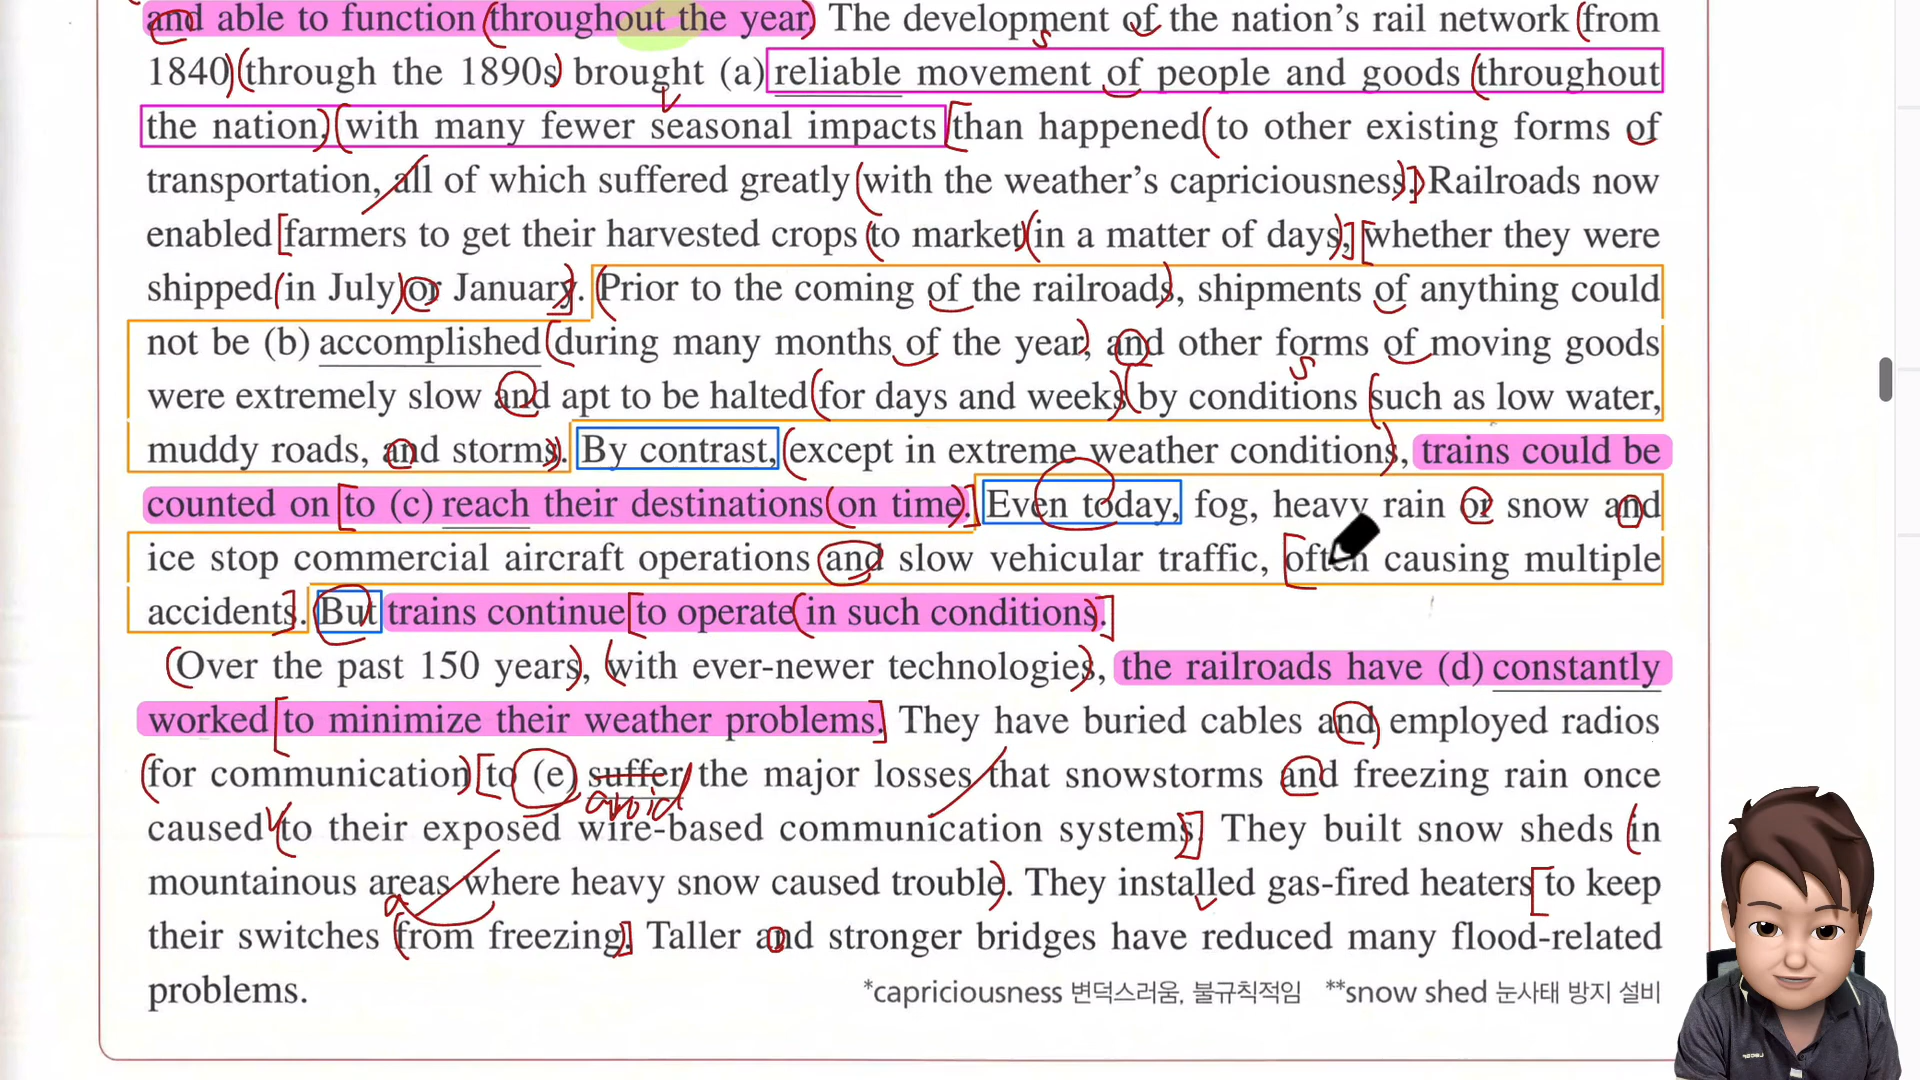 and able to function throughout the year. The development of the nation's rail network from
1840 through the 1890s brought (a) reliable movement of people and goods throughout
the nation, with many fewer seasonal impacts than happened to other existing forms of
transportation, all of which suffered greatly with the weather's capriciousness. Railroads now
enabled farmers to get their harvested crops to market in a matter of days, whether they were
shipped in July or January. Prior to the coming of the railroads, shipments of anything could
not be (b) accomplished during many months of the year, and other forms of moving goods
were extremely slow and apt to be halted for days and weeks by conditions such as low water,
muddy roads, and storms. By contrast, except in extreme weather conditions, trains could be
counted on to (c) reach their destinations on time. Even today, fog, heavy rain or snow and
ice stop commercial aircraft operations and slow vehicular traffic, often causing multiple
accidents. But trains continue to operate in such conditions.
Over the past 150 years, with ever-newer technologies, the railroads have (d) constantly
worked to minimize their weather problems. They have buried cables and employed radios
for communication to (e) suffer the major losses that snowstorms and freezing rain once
avoid
caused to their exposed wire-based communication systems. They built snow sheds in
mountainous areas where heavy snow caused trouble. They installed gas-fired heaters to keep
their switches from freezing. Taller and stronger bridges have reduced many flood-related
problems.
*capriciousness 변덕스러움, 불규칙적임 **snow shed 눈사태 방지 설비